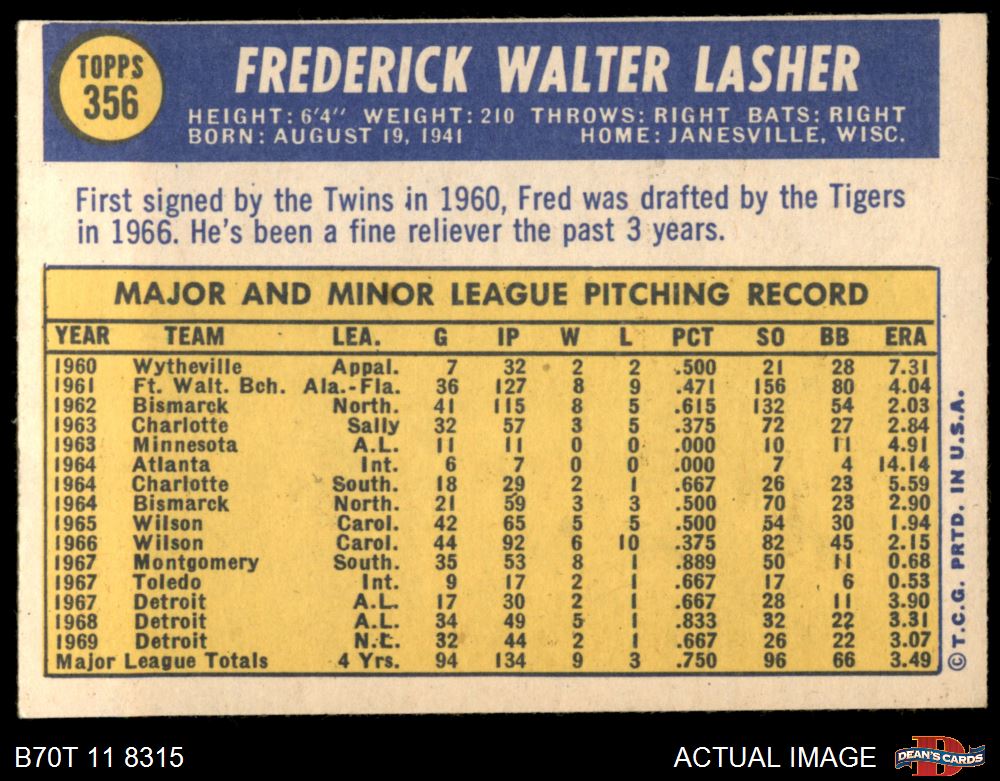 TOPPS
356
FREDERICK WALTER LASHER
HEIGHT: 6'4" WEIGHT: 210 THROWS: RIGHT BATS: RIGHT
BORN: AUGUST 19, 1941 HOME: JANESVILLE, WISC.
First signed by the Twins in 1960, Fred was drafted by the Tigers
in 1966. He's been a fine reliever the past 3 years.
MAJOR AND MINOR LEAGUE PITCHING RECORD
YEAR TEAM LEA. G IP W L PCT SO BB ERA
1960 Wytheville Appal. 7 32 2 2 .500 21 28 7.31
1961 Ft. Walt. Bch. Ala.-Fla. 36 127 8 9 .471 156 80 4.04
1962 Bismarck North. 41 115 8 5 .615 132 54 2.03
1963 Charlotte Sally 32 57 3 5 .375 72 27 2.84
1963 Minnesota A.L. 11 11 0 0 .000 10 11 4.91
1964 Atlanta Int. 6 7 0 0 .000 7 4 14.14
1964 Charlotte South. 18 29 2 1 .667 26 23 5.59
1964 Bismarck North. 21 59 3 3 .500 70 23 2.90
1965 Wilson Carol. 42 65 5 5 .500 54 30 1.94
1966 Wilson Carol. 44 92 6 10 .375 82 45 2.15
1967 Montgomery South. 35 53 8 1 .889 50 11 0.68
1967 Toledo Int. 9 17 2 1 .667 17 6 0.53
1967 Detroit A.L. 17 30 2 1 .667 28 11 3.90
1968 Detroit A.L. 34 49 5 1 .833 32 22 3.31
1969 Detroit N.L. 32 44 2 1 .667 26 22 3.07
Major League Totals 4 Yrs. 94 134 9 3 .750 96 66 3.49
© T.C.G. PRTD. IN U.S.A.
B70T 11 8315
ACTUAL IMAGE
DEAN'S CARDS